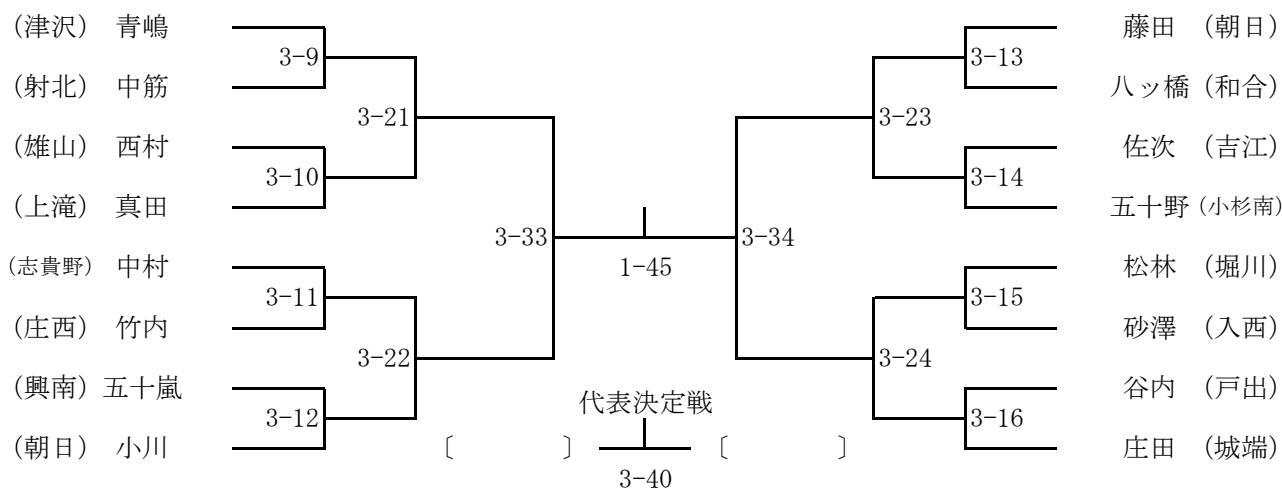 (津沢) 青嶋
藤田 (朝日)
3-9
3-13
(射北) 中筋
八ッ橋 (和合)
3-21
3-23
(雄山) 西村
佐次 (吉江)
3-10
3-14
(上滝) 真田
五十野 (小杉南)
3-33
3-34
(志貴野) 中村
1-45
松林 (堀川)
3-11
3-15
(庄西) 竹内
砂澤 (入西)
3-22
3-24
(興南) 五十嵐
谷内 (戸出)
代表決定戦
3-12
3-16
(朝日) 小川
〔 〕 〔 〕
庄田 (城端)
3-40